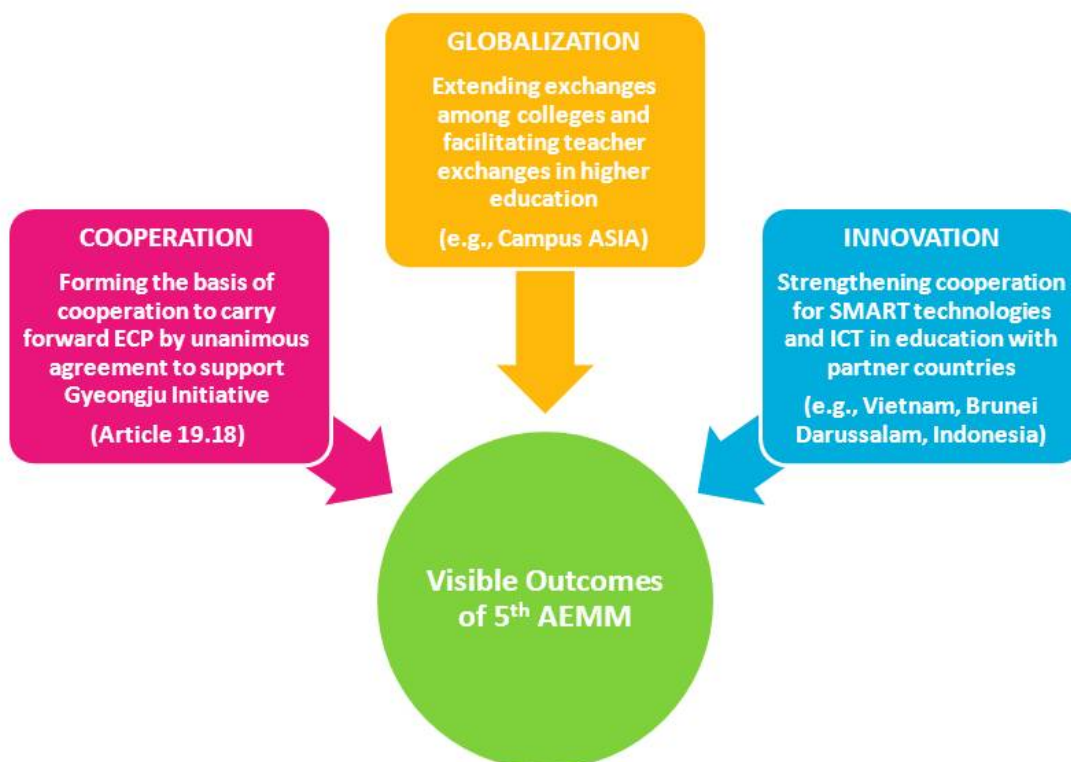 GLOBALIZATION
Extending exchanges
among colleges and
facilitating teacher
exchanges in higher
education
(e.g., Campus ASIA)
COOPERATION
Forming the basis of
cooperation to carry
forward ECP by unanimous
agreement to support
Gyeongju Initiative
(Article 19.18)
INNOVATION
Strengthening cooperation
for SMART technologies
and ICT in education with
partner countries
(e.g., Vietnam, Brunei
Darussalam, Indonesia)
Visible Outcomes
of 5th AEMM